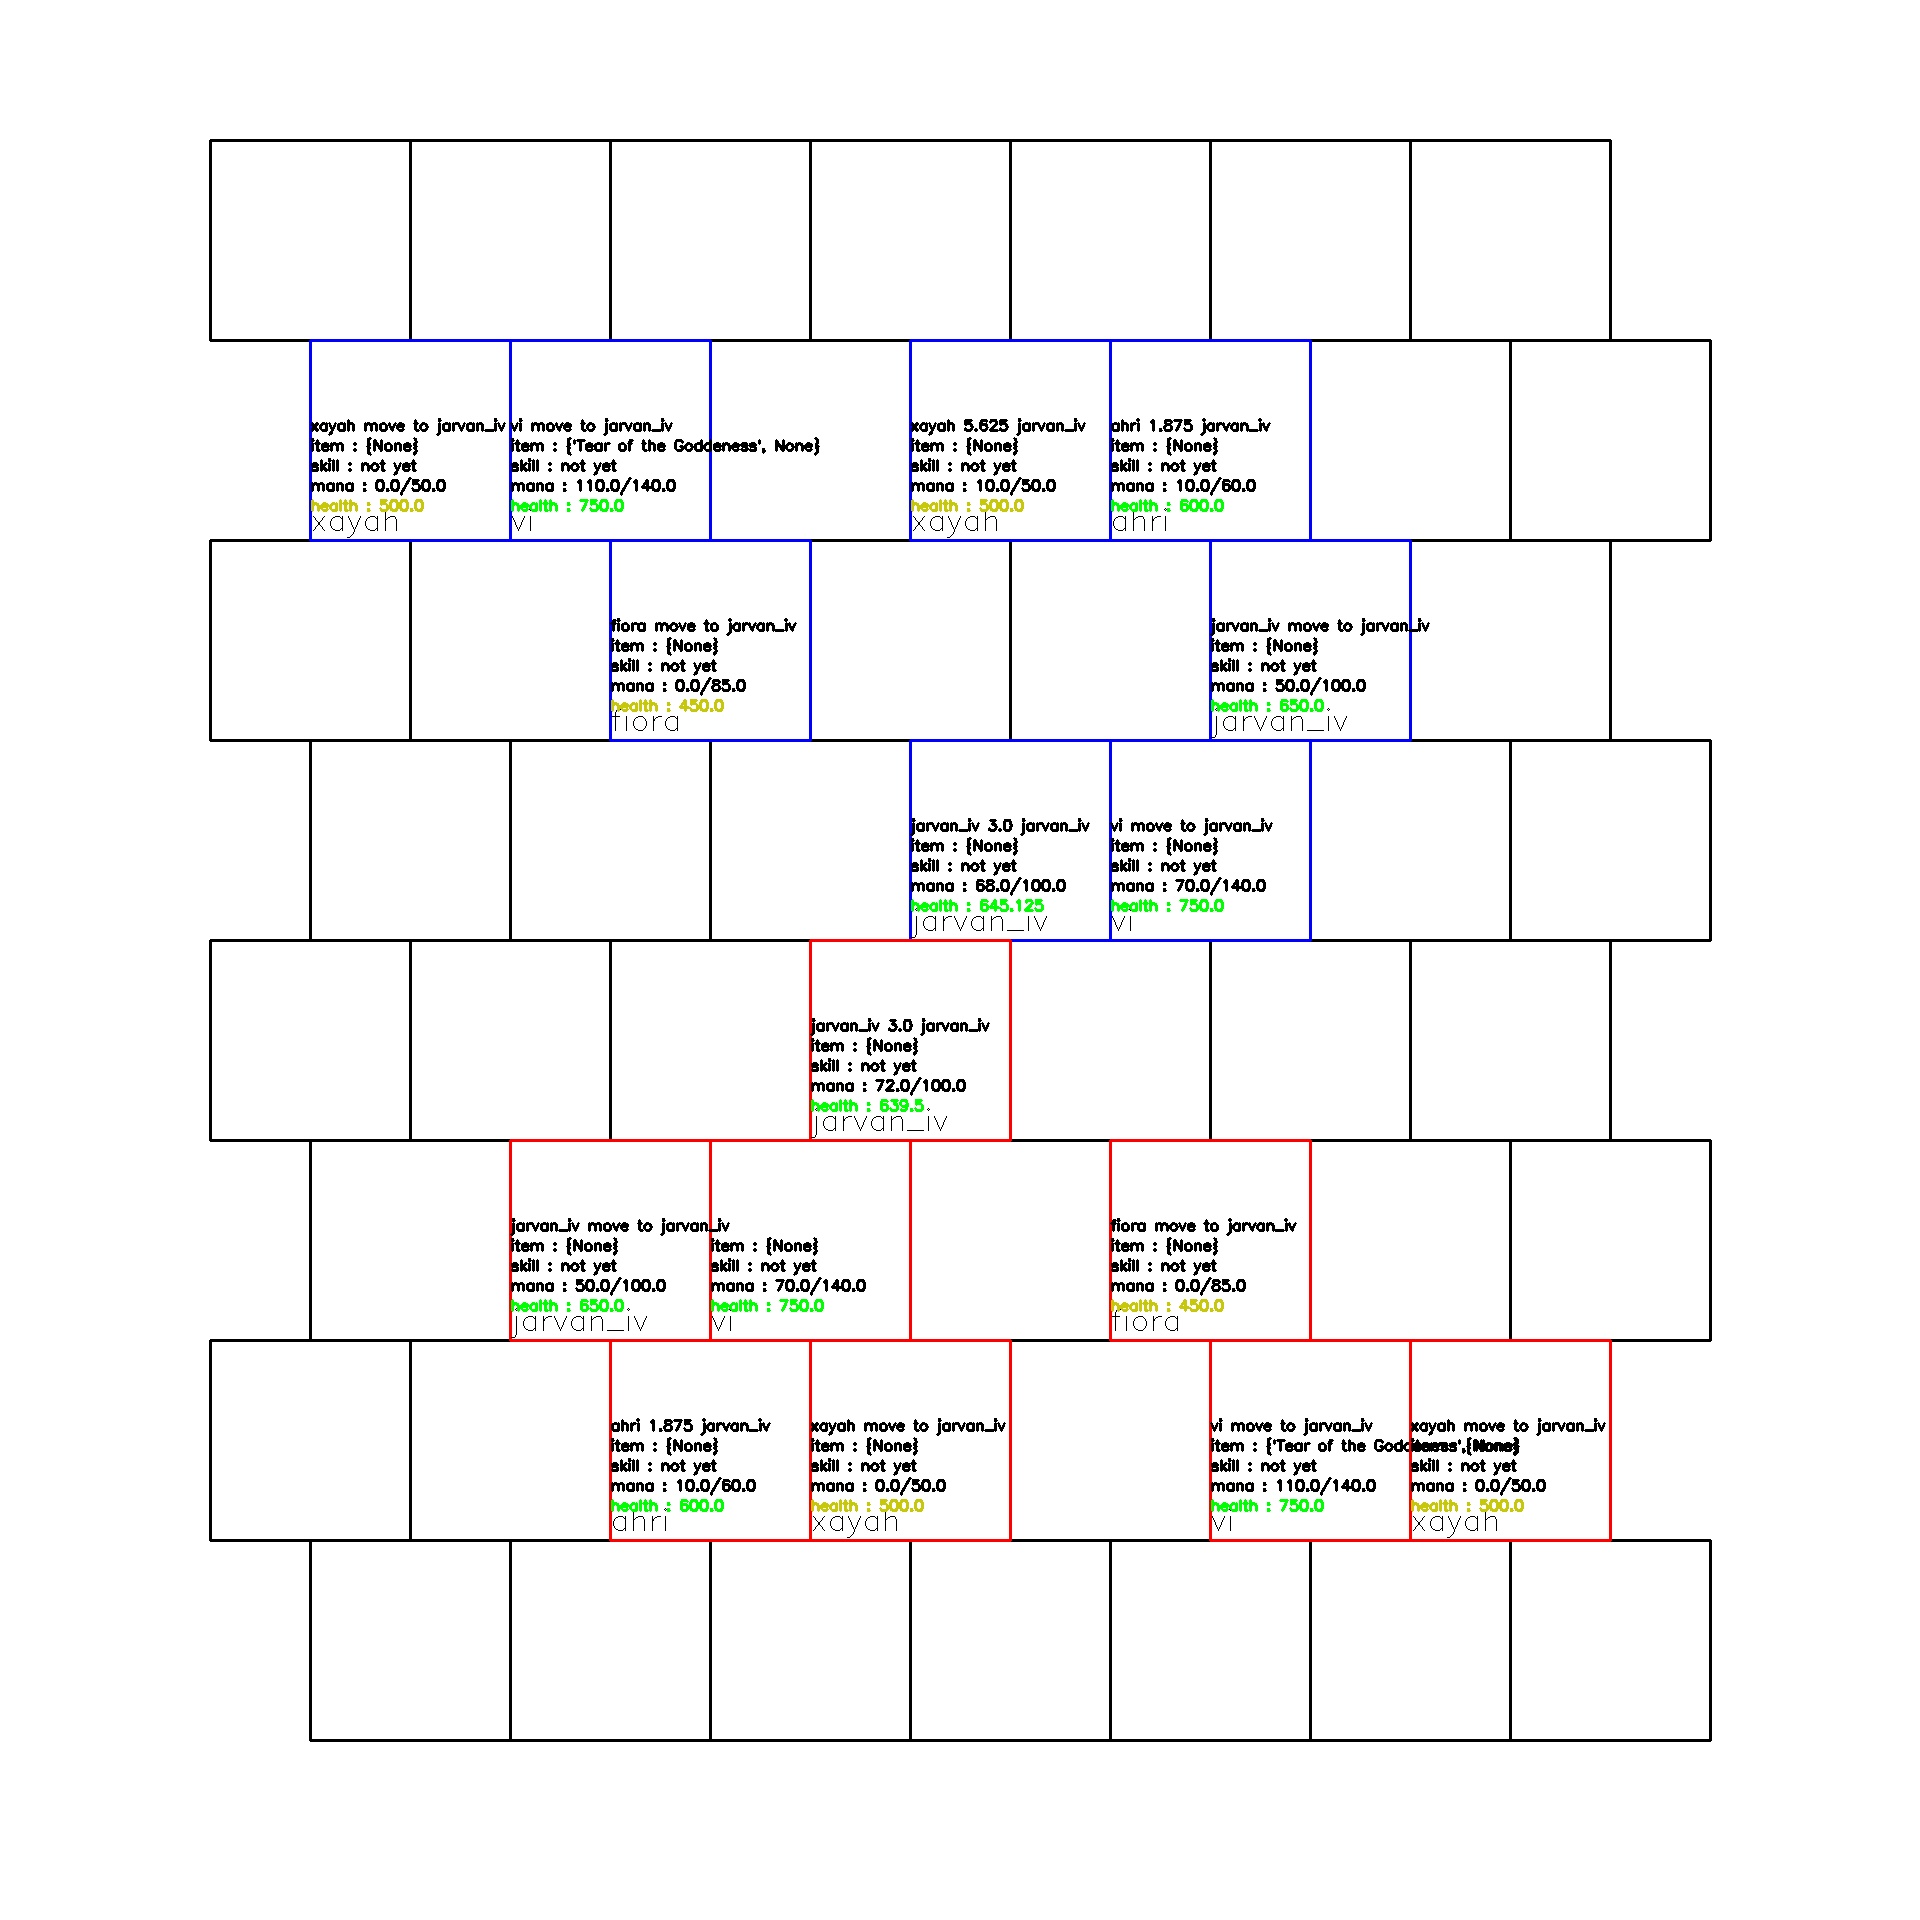 xayah move to jarvan_iv
item : {None}
skill : not yet
mana : 0.0/50.0
health : 500.0
xayah
vi move to jarvan_iv
item : {'Tear of the Goddeness', None}
skill : not yet
mana : 110.0/140.0
health : 750.0
vi
xayah 5.625 jarvan_iv
item : {None}
skill : not yet
mana : 10.0/50.0
health : 500.0
xayah
ahri 1.875 jarvan_iv
item : {None}
skill : not yet
mana : 10.0/60.0
health : 600.0
ahri
fiora move to jarvan_iv
item : {None}
skill : not yet
mana : 0.0/85.0
health : 450.0
fiora
jarvan_iv move to jarvan_iv
item : {None}
skill : not yet
mana : 50.0/100.0
health : 650.0
jarvan_iv
jarvan_iv 3.0 jarvan_iv
item : {None}
skill : not yet
mana : 68.0/100.0
health : 645.125
jarvan_iv
vi move to jarvan_iv
item : {None}
skill : not yet
mana : 70.0/140.0
health : 750.0
vi
jarvan_iv 3.0 jarvan_iv
item : {None}
skill : not yet
mana : 72.0/100.0
health : 639.5
jarvan_iv
jarvan_iv move to jarvan_iv
item : {None}
skill : not yet
mana : 50.0/100.0
health : 650.0
jarvan_iv
item : {None}
skill : not yet
mana : 70.0/140.0
health : 750.0
vi
fiora move to jarvan_iv
item : {None}
skill : not yet
mana : 0.0/85.0
health : 450.0
fiora
ahri 1.875 jarvan_iv
item : {None}
skill : not yet
mana : 10.0/60.0
health : 600.0
ahri
xayah move to jarvan_iv
item : {None}
skill : not yet
mana : 0.0/50.0
health : 500.0
xayah
vi move to jarvan_iv
item : {'Tear of the
skill : not yet
mana : 110.0/140.0
health : 750.0
vi
xayah move to jarvan_iv
{None}
skill : not yet
mana : 0.0/50.0
health : 500.0
xayah